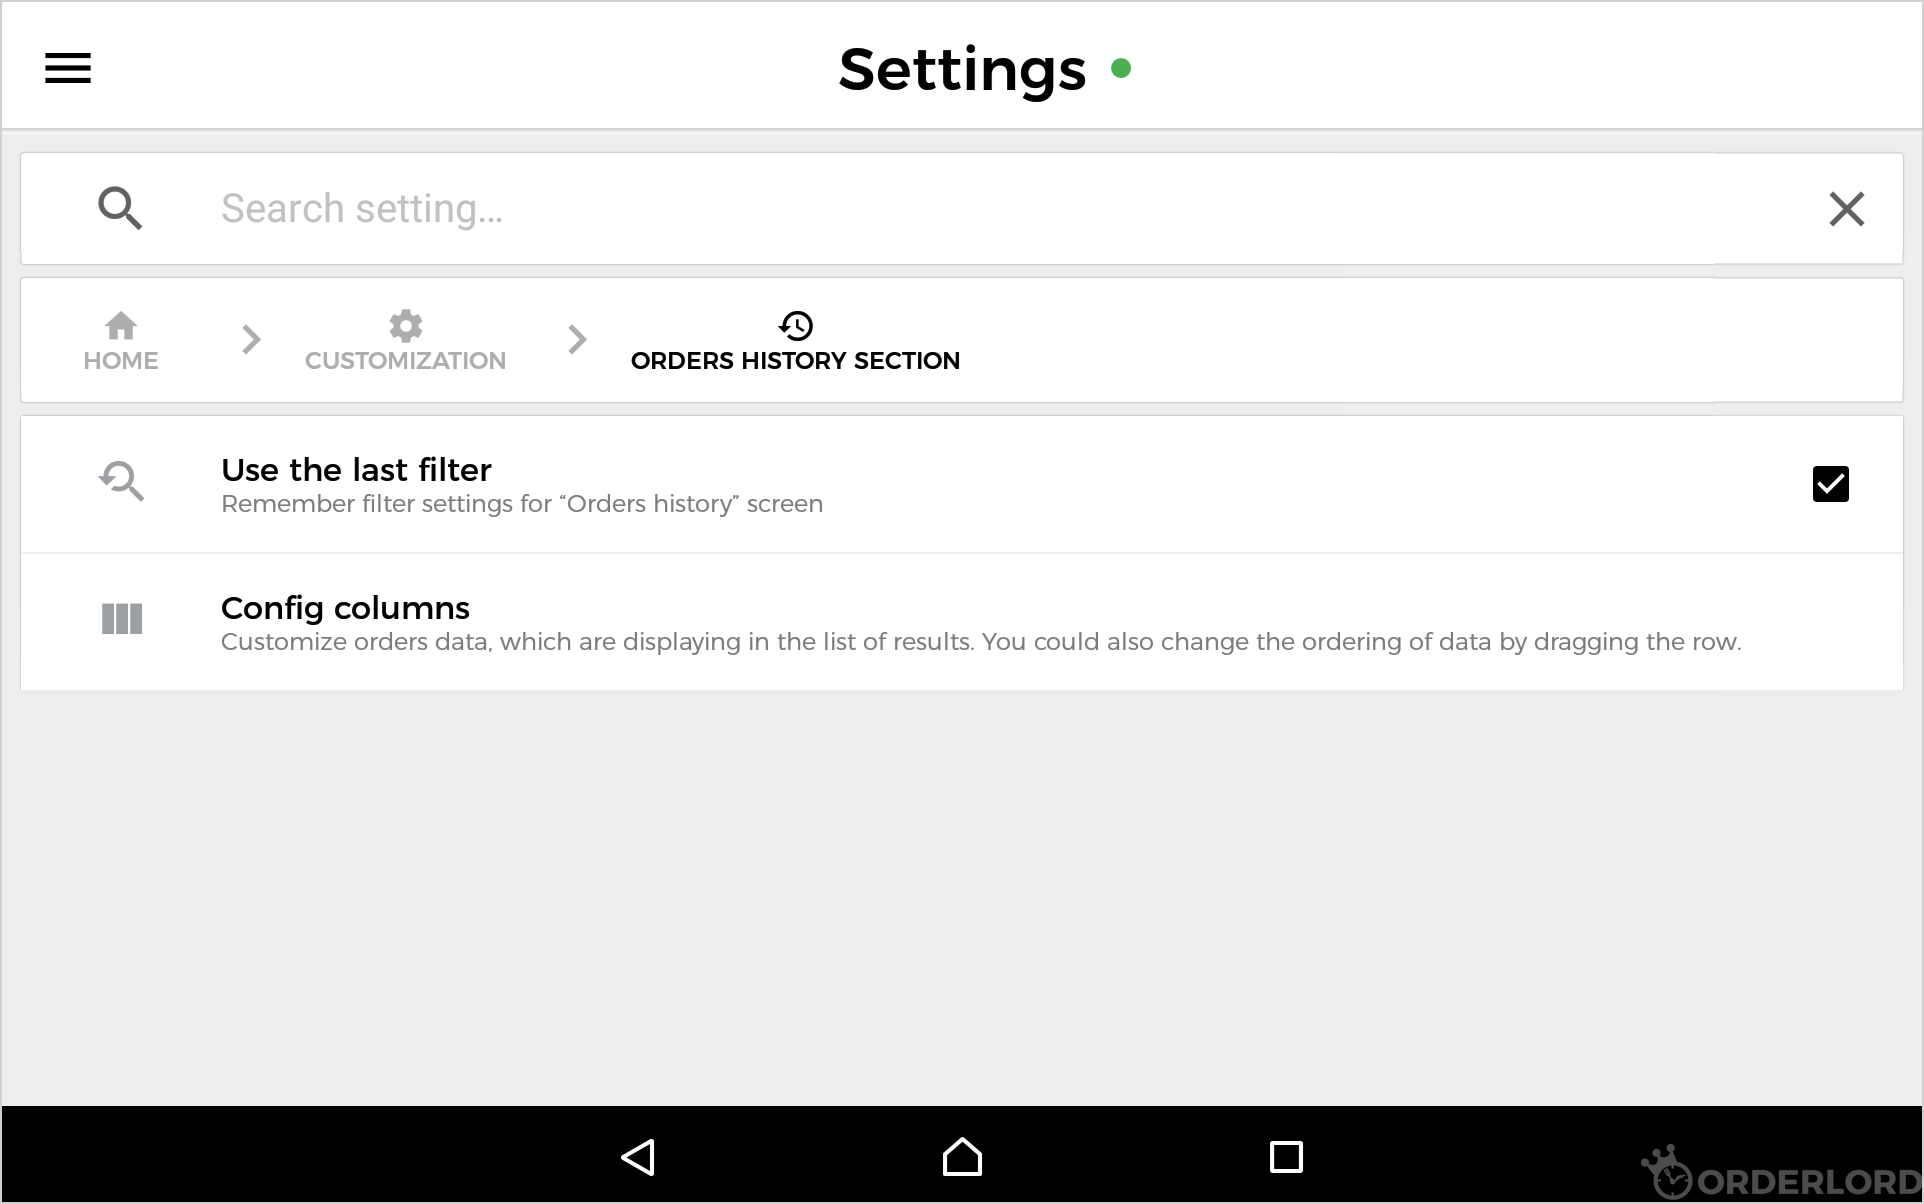 Settings
Search setting...
HOME
CUSTOMIZATION
ORDERS HISTORY SECTION
Use the last filter
Remember filter settings for “Orders history” screen
Config columns
Customize orders data, which are displaying in the list of results. You could also change the ordering of data by dragging the row.
ORDERLORD